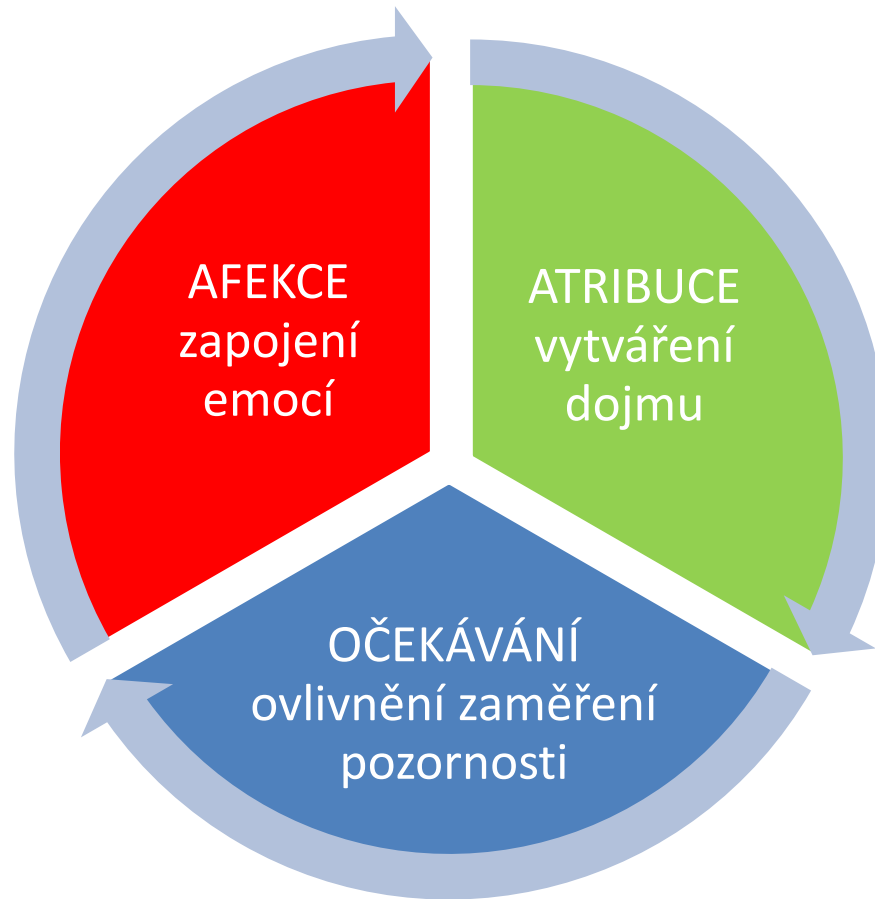 AFEKCE
zapojení
emocí
ATRIBUCE
vytváření
dojmu
OČEKÁVÁNÍ
ovlivnění zaměření
pozornosti